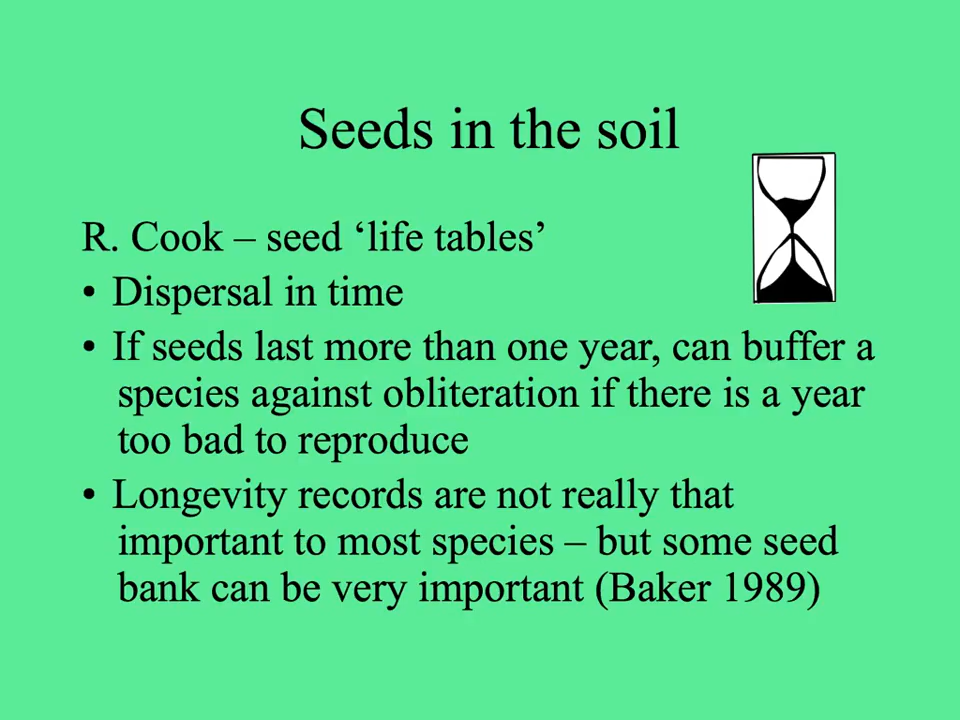 Seeds in the soil
R. Cook – seed ‘life tables’
• Dispersal in time
• If seeds last more than one year, can buffer a
species against obliteration if there is a year
too bad to reproduce
• Longevity records are not really that
important to most species – but some seed
bank can be very important (Baker 1989)